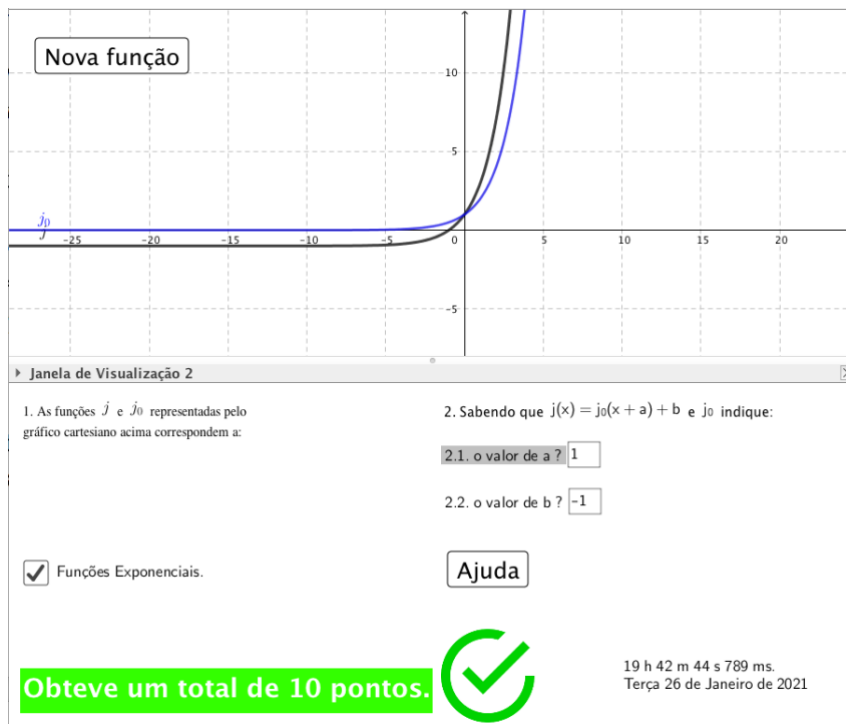 Nova função
10
5
j₀
j
-25
-20
-15
-10
-5
0
5
10
15
20
-5
Janela de Visualização 2
1. As funções j e j₀ representadas pelo
gráfico cartesiano acima correspondem a:
2. Sabendo que j(x) = j₀(x + a) + b e j₀ indique:
2.1. o valor de a ? 1
2.2. o valor de b ? -1
Funções Exponenciais.
Ajuda
Obteve um total de 10 pontos.
19 h 42 m 44 s 789 ms.
Terça 26 de Janeiro de 2021